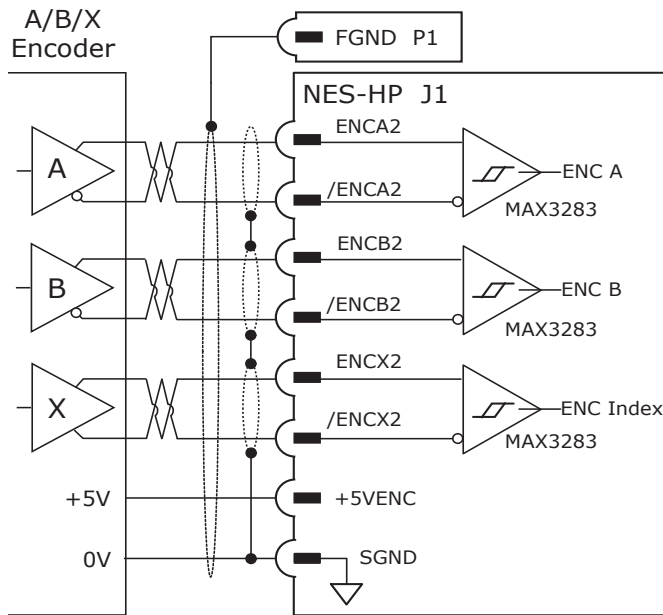 A/B/X
Encoder
FGND P1
NES-HP J1
A
ENCA2
/ENCA2
ENC A
MAX3283
B
ENCB2
/ENCB2
ENC B
MAX3283
X
ENCX2
/ENCX2
ENC Index
MAX3283
+5V
+5VENC
0V
SGND